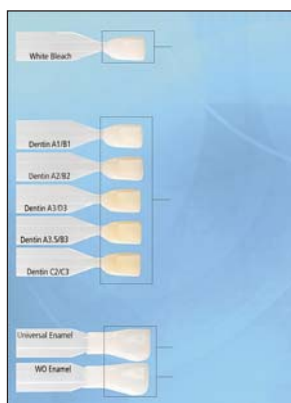 White Bleach
Dentin A1/B1
Dentin A2/B2
Dentin A3/D3
Dentin A3.5/B3
Dentin C2/C3
Universal Enamel
WO Enamel